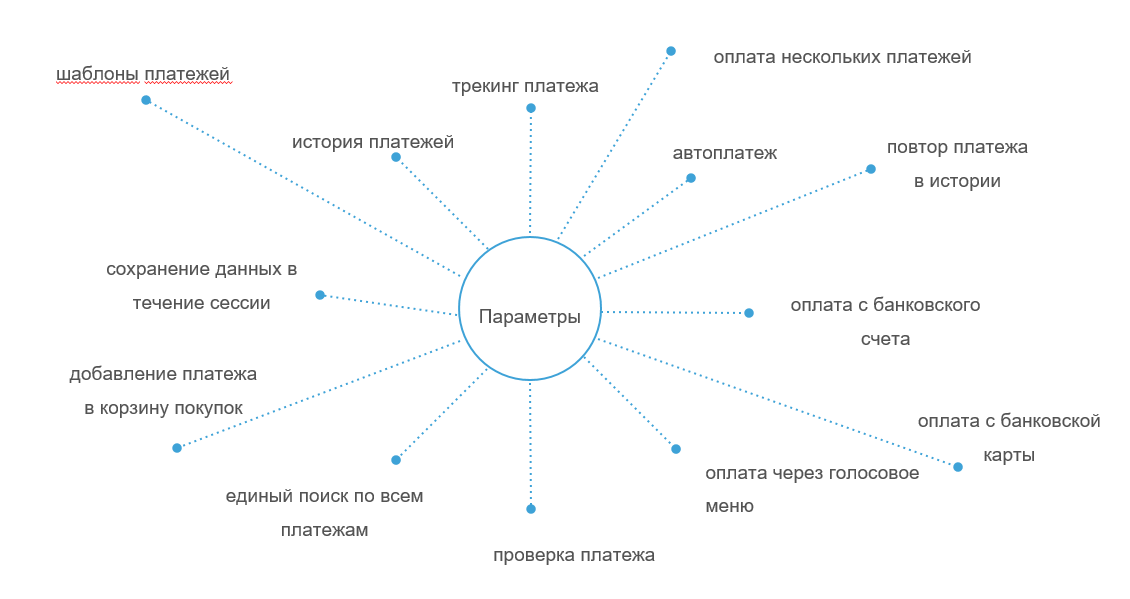 оплата нескольких платежей
шаблоны платежей
трекинг платежа
история платежей
автоплатеж
повтор платежа
в истории
сохранение данных в
течение сессии
Параметры
оплата с банковского
счета
добавление платежа
в корзину покупок
оплата с банковской
карты
оплата через голосовое
меню
единый поиск по всем
платежам
проверка платежа